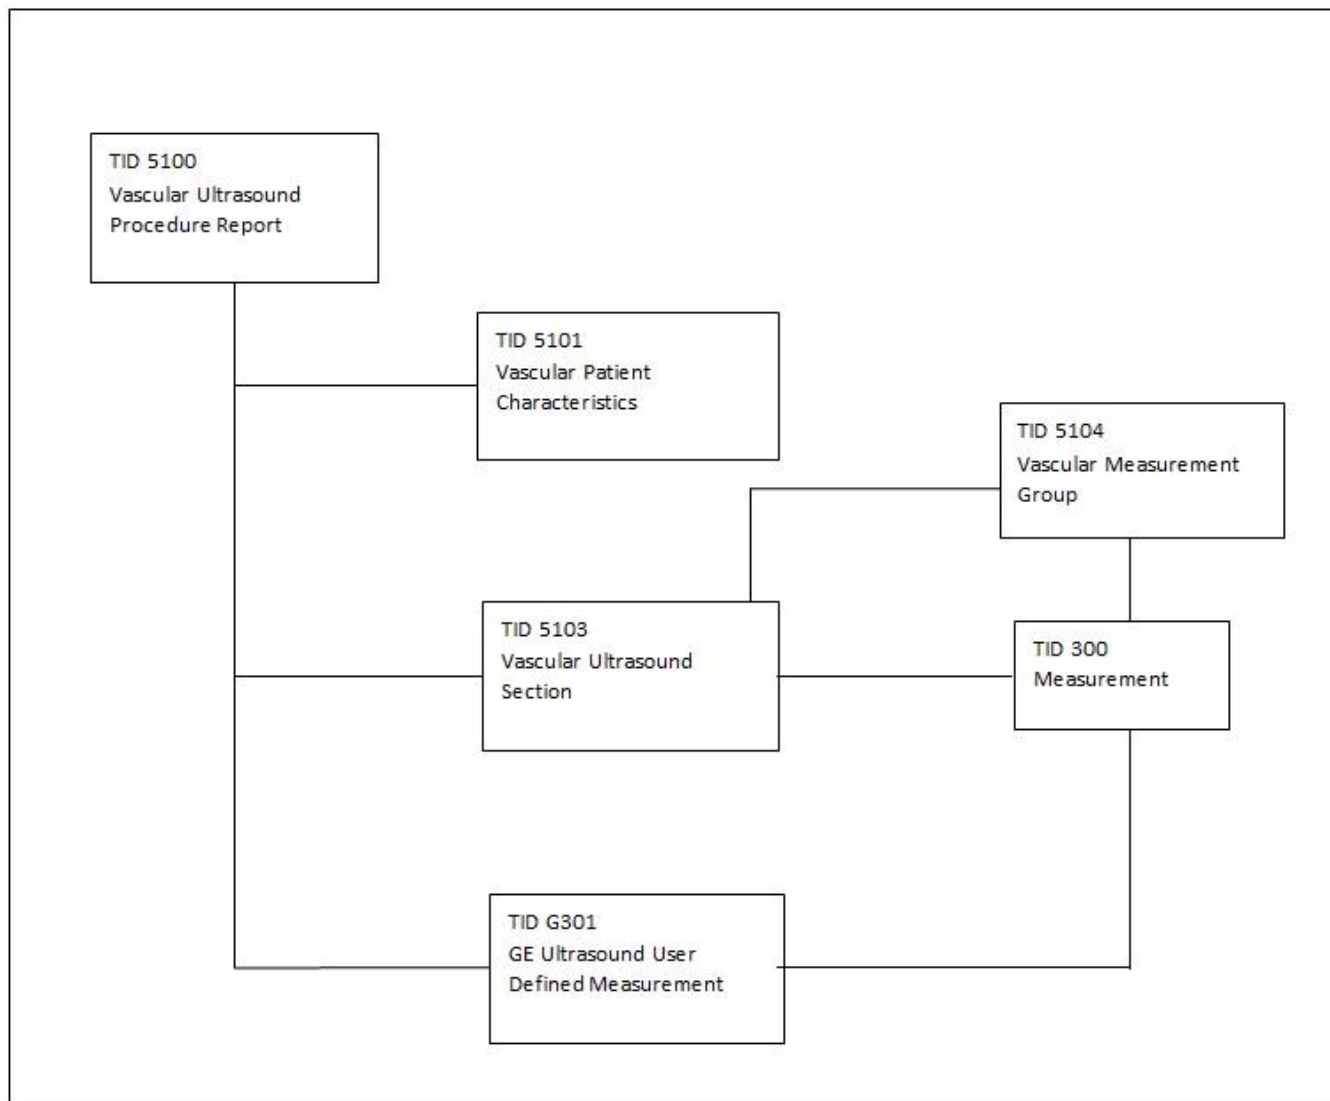 TID 5100
Vascular Ultrasound
Procedure Report
TID 5101
Vascular Patient
Characteristics
TID 5104
Vascular Measurement
Group
TID 5103
Vascular Ultrasound
Section
TID 300
Measurement
TID G301
GE Ultrasound User
Defined Measurement